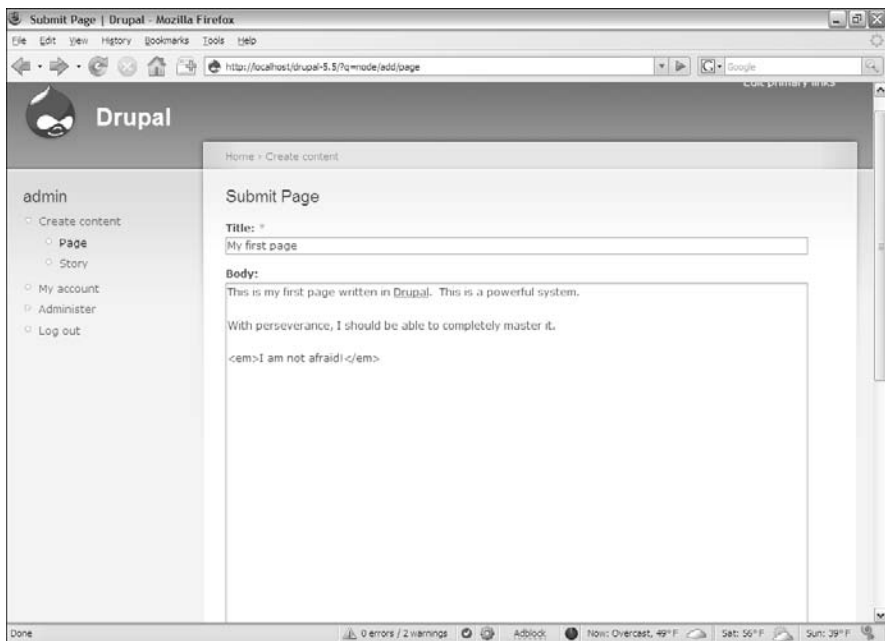 Submit Page | Drupal - Mozilla Firefox
File Edit View History Bookmarks Tools Help
http://localhost/drupal-5.5/?q=node/add/page
Google
Edit primary links
Drupal
Home › Create content
admin
Create content
Page
Story
My account
Administer
Log out
Submit Page
Title: *
My first page
Body:
This is my first page written in Drupal.  This is a powerful system.
With perseverance, I should be able to completely master it.
<em>I am not afraid!</em>
Done
0 errors / 2 warnings
Adblock
Now: Overcast, 49° F
Sat: 56° F
Sun: 39° F